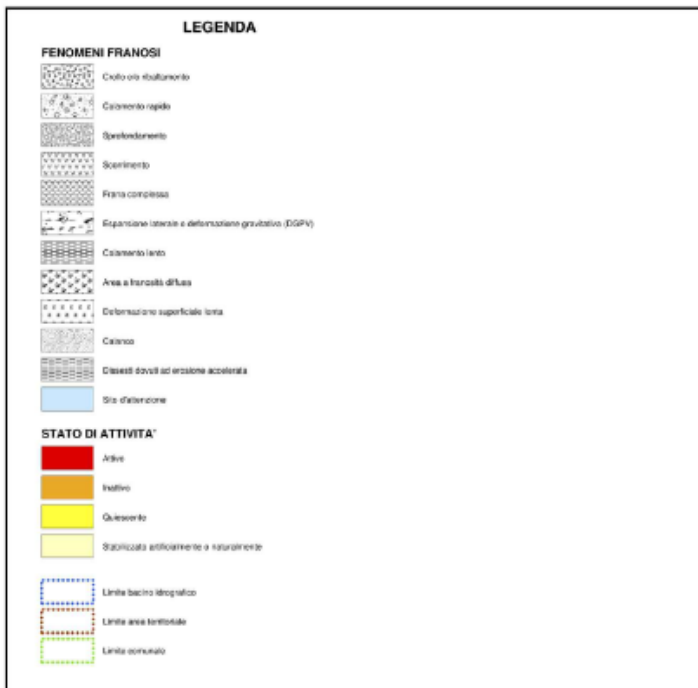 LEGENDA
FENOMENI FRANOSI
Crollo e/o ribaltamento
Colamento rapido
Sprofondamento
Scorrimento
Frana complessa
Espansione laterale e deformazione gravitativa (DGPV)
Colamento lento
Area a franosità diffusa
Deformazione superficiale lenta
Calanco
Dissesti dovuti ad erosione accelerata
Sito d'attenzione
STATO DI ATTIVITA'
Attivo
Inattivo
Quiescente
Stabilizzato artificialmente o naturalmente
Limite bacino idrografico
Limite area territoriale
Limite comunale